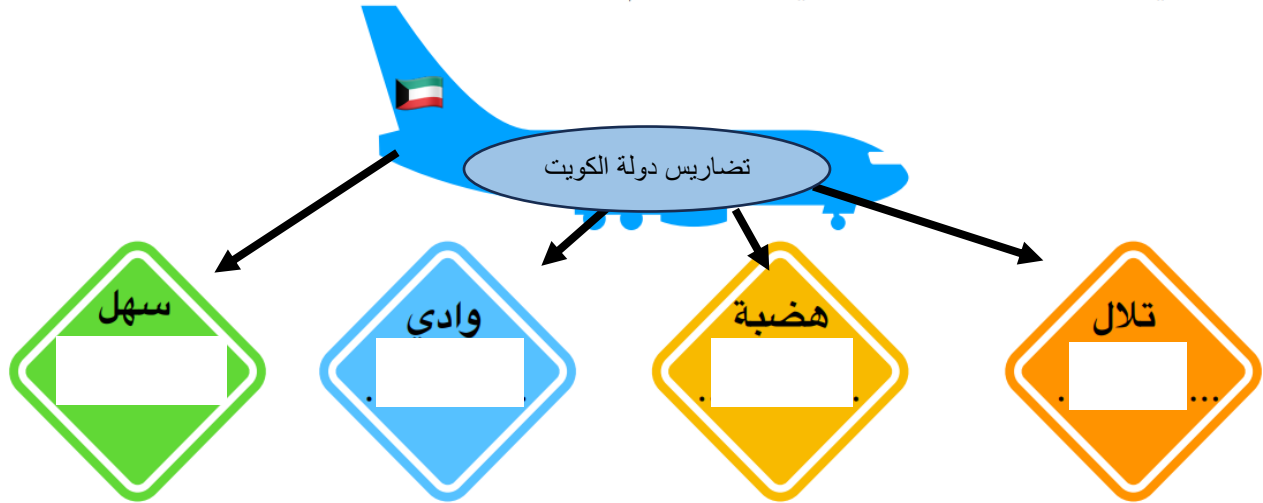 تضاريس دولة الكويت
تلال
...  .
هضبة
.  .
وادي
.  .
سهل